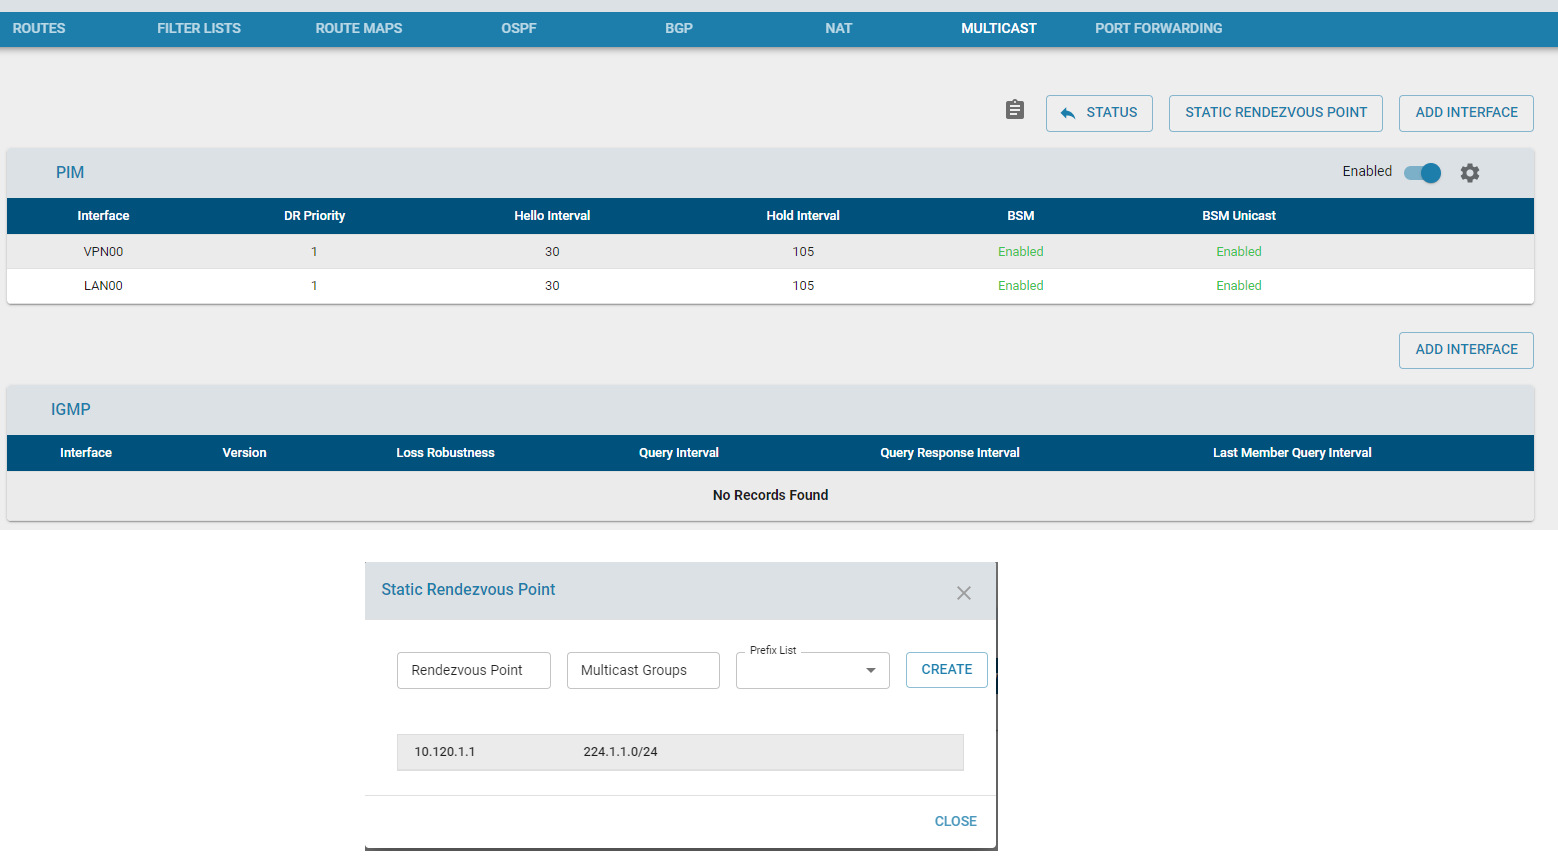 ROUTES FILTER LISTS ROUTE MAPS OSPF BGP NAT MULTICAST PORT FORWARDING
STATUS STATIC RENDEZVOUS POINT ADD INTERFACE
PIM Enabled
Interface DR Priority Hello Interval Hold Interval BSM BSM Unicast
VPN00 1 30 105 Enabled Enabled
LAN00 1 30 105 Enabled Enabled
ADD INTERFACE
IGMP
Interface Version Loss Robustness Query Interval Query Response Interval Last Member Query Interval
No Records Found
Static Rendezvous Point
Prefix List
Rendezvous Point Multicast Groups CREATE
10.120.1.1 224.1.1.0/24
CLOSE